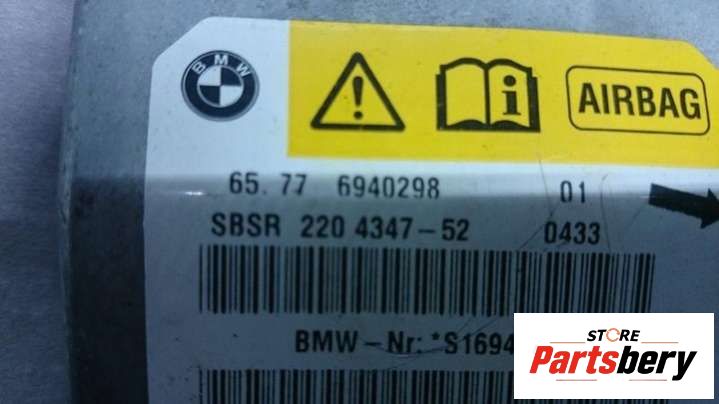 BMW
AIRBAG
65.77 6940298 01
SBSR 220 4347-52 0433
BMW-Nr: *S1694
STORE
Partsbery